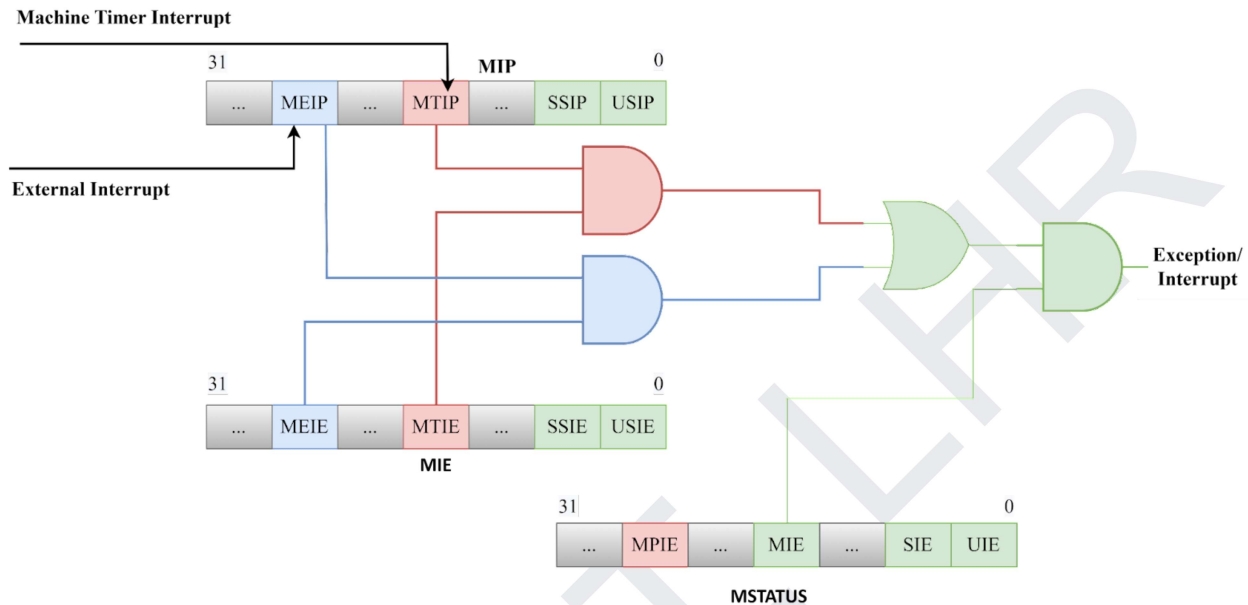 Machine Timer Interrupt
31 MIP 0
... MEIP ... MTIP ... SSIP USIP
External Interrupt
Exception/
Interrupt
31 0
... MEIE ... MTIE ... SSIE USIE
MIE
31 0
... MPIE ... MIE ... SIE UIE
MSTATUS
LHR